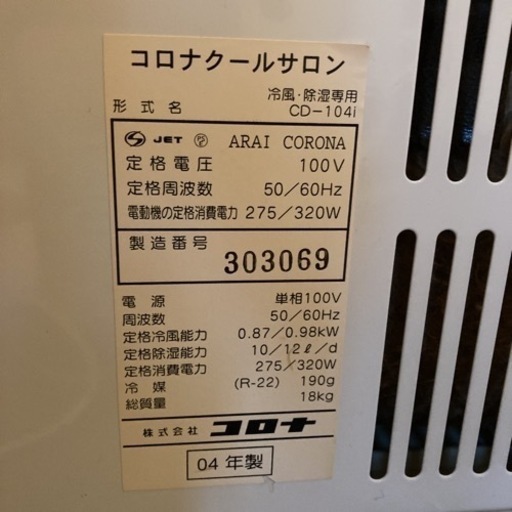 コロナクールサロン
冷風・除湿専用
形式名 CD-104i
JET ARAI CORONA
定格電圧 100V
定格周波数 50/60Hz
電動機の定格消費電力 275/320W
製造番号 303069
電源 単相100V
周波数 50/60Hz
定格冷風能力 0.87/0.98kW
定格除湿能力 10/12ℓ/d
定格消費電力 275/320W
冷媒 (R-22) 190g
総質量 18kg
株式会社 コロナ
04年製